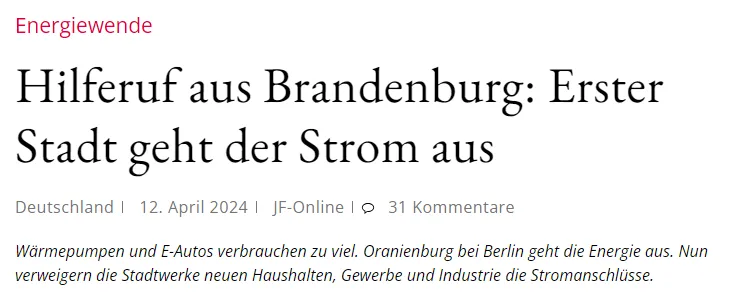 Energiewende
Hilferuf aus Brandenburg: Erster
Stadt geht der Strom aus
Deutschland | 12. April 2024 | JF-Online | 31 Kommentare
Wärmepumpen und E-Autos verbrauchen zu viel. Oranienburg bei Berlin geht die Energie aus. Nun
verweigern die Stadtwerke neuen Haushalten, Gewerbe und Industrie die Stromanschlüsse.